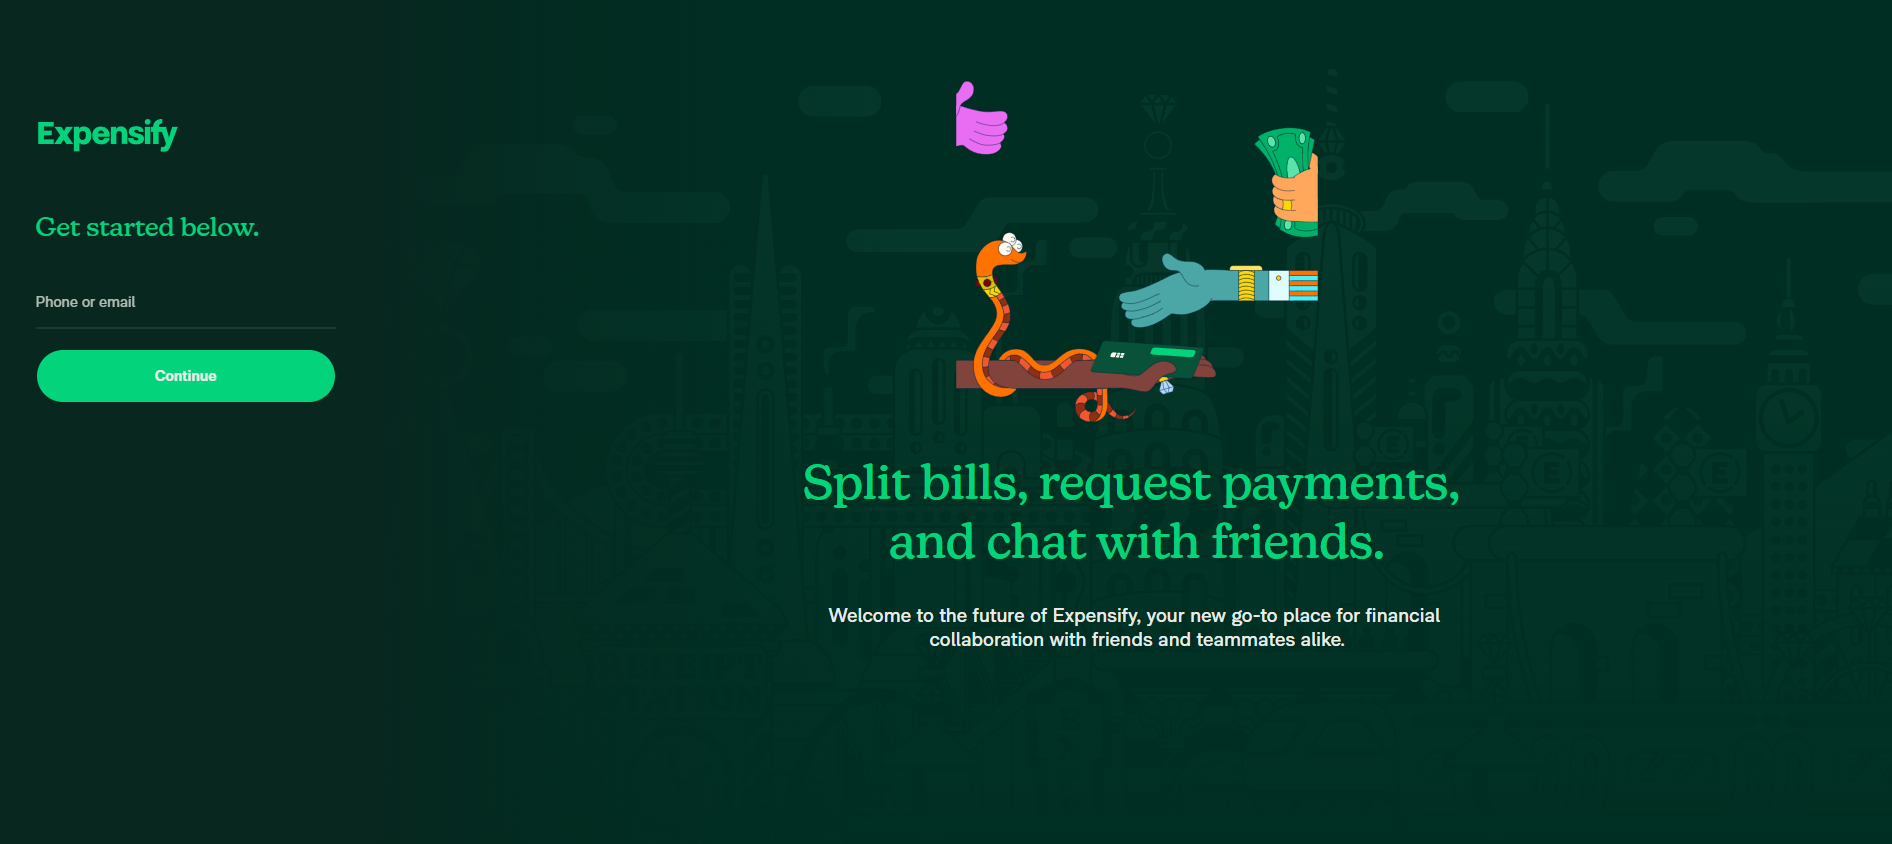 Expensify
Get started below.
Phone or email
Continue
Split bills, request payments,
and chat with friends.
Welcome to the future of Expensify, your new go-to place for financial
collaboration with friends and teammates alike.